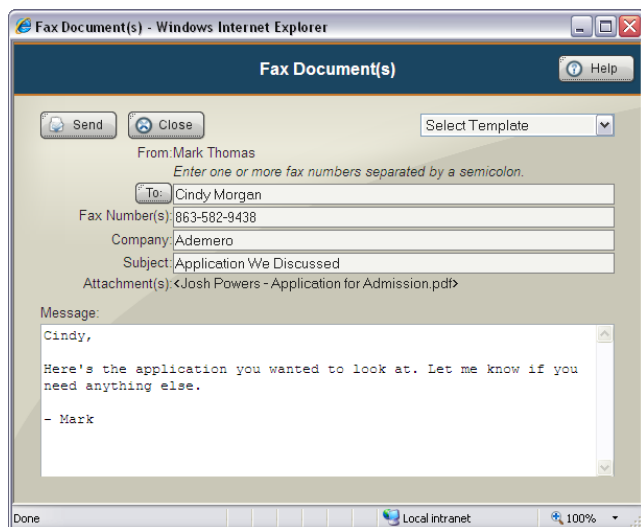 Fax Document(s) - Windows Internet Explorer
Fax Document(s)
Help
Send
Close
Select Template
From: Mark Thomas
Enter one or more fax numbers separated by a semicolon.
To: Cindy Morgan
Fax Number(s): 863-582-9438
Company: Ademero
Subject: Application We Discussed
Attachment(s): <Josh Powers - Application for Admission.pdf>
Message:
Cindy,
Here's the application you wanted to look at. Let me know if you
need anything else.
- Mark
Done
Local intranet
100%